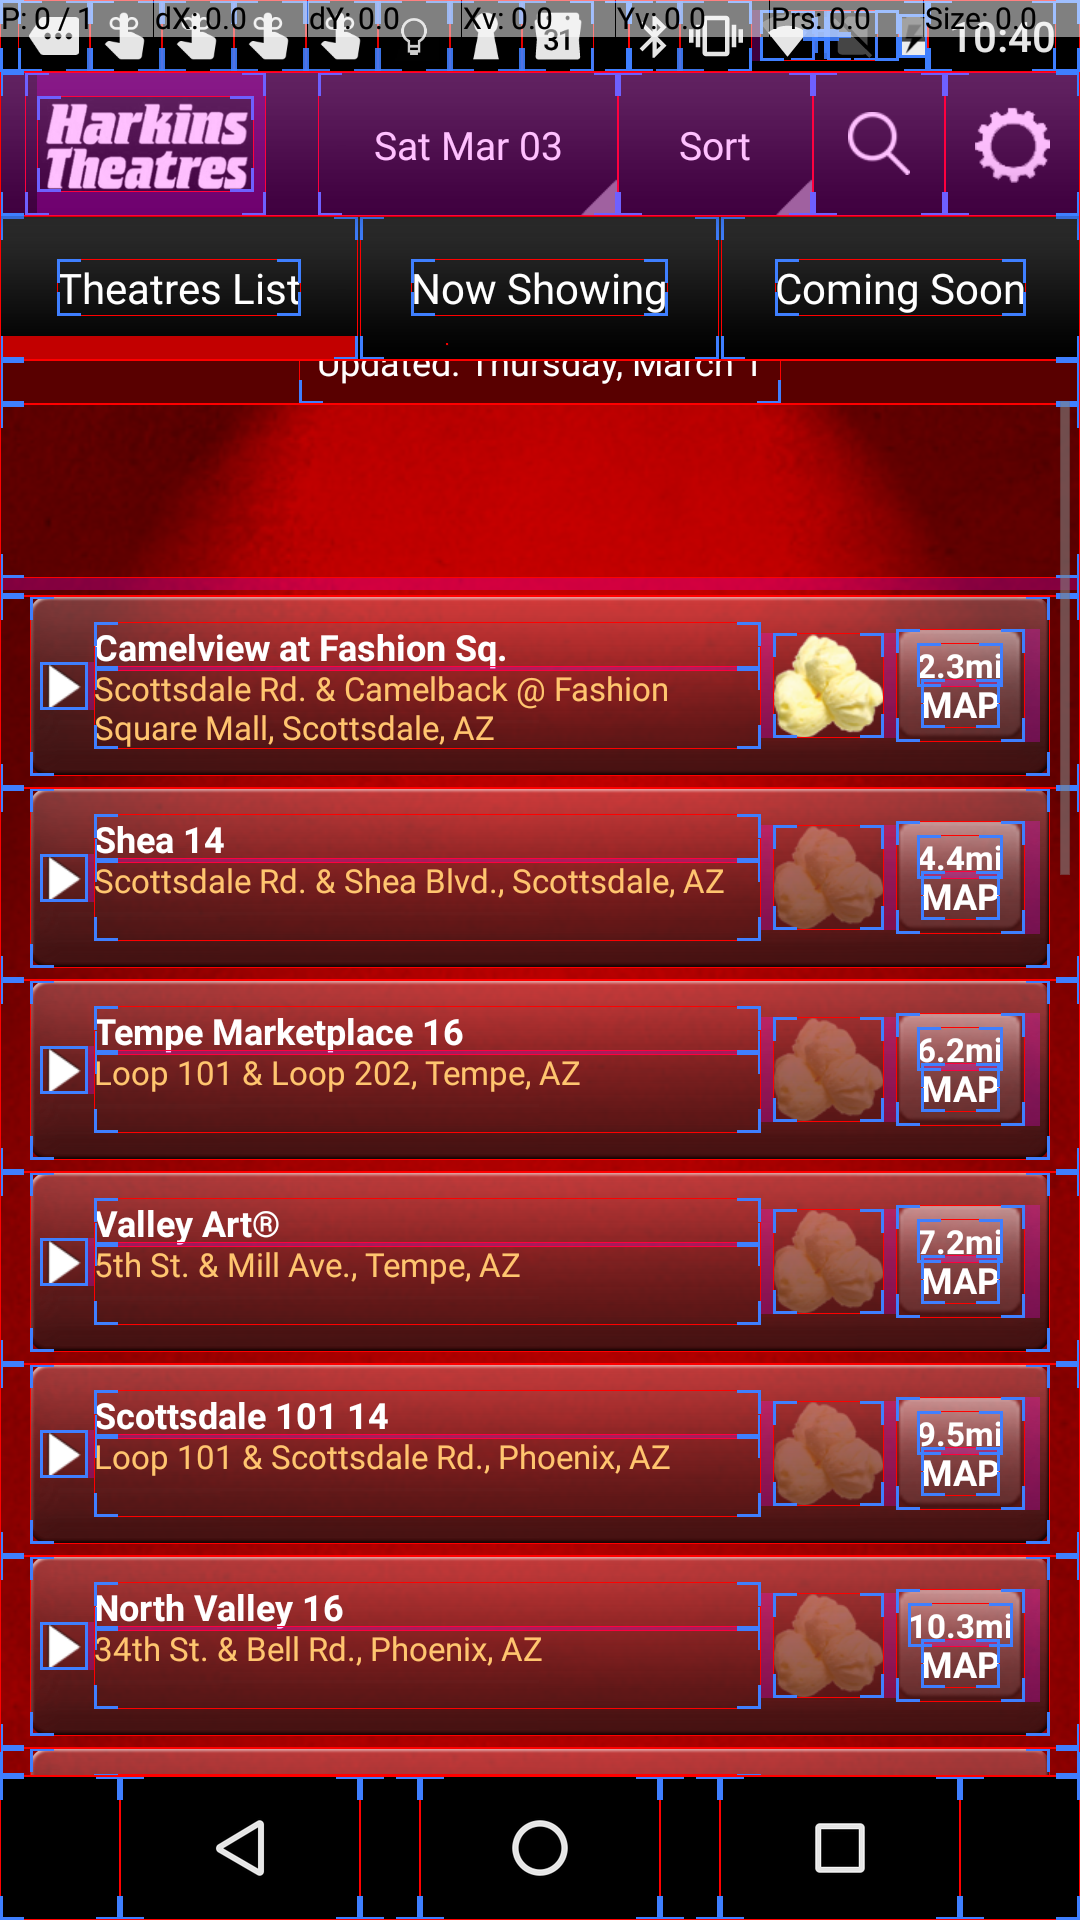 P: 0 / 1 dX: 0.0 dY: 0.0 Xv: 0.0 Yv: 0.0 Prs: 0.0 Size: 0.0
31 10:40
Harkins
Theatres
Sat Mar 03 Sort
Theatres List Now Showing Coming Soon
Updated: Thursday, March 1
Camelview at Fashion Sq.
Scottsdale Rd. & Camelback @ Fashion
Square Mall, Scottsdale, AZ
2.3mi
MAP
Shea 14
Scottsdale Rd. & Shea Blvd., Scottsdale, AZ
4.4mi
MAP
Tempe Marketplace 16
Loop 101 & Loop 202, Tempe, AZ
6.2mi
MAP
Valley Art®
5th St. & Mill Ave., Tempe, AZ
7.2mi
MAP
Scottsdale 101 14
Loop 101 & Scottsdale Rd., Phoenix, AZ
9.5mi
MAP
North Valley 16
34th St. & Bell Rd., Phoenix, AZ
10.3mi
MAP